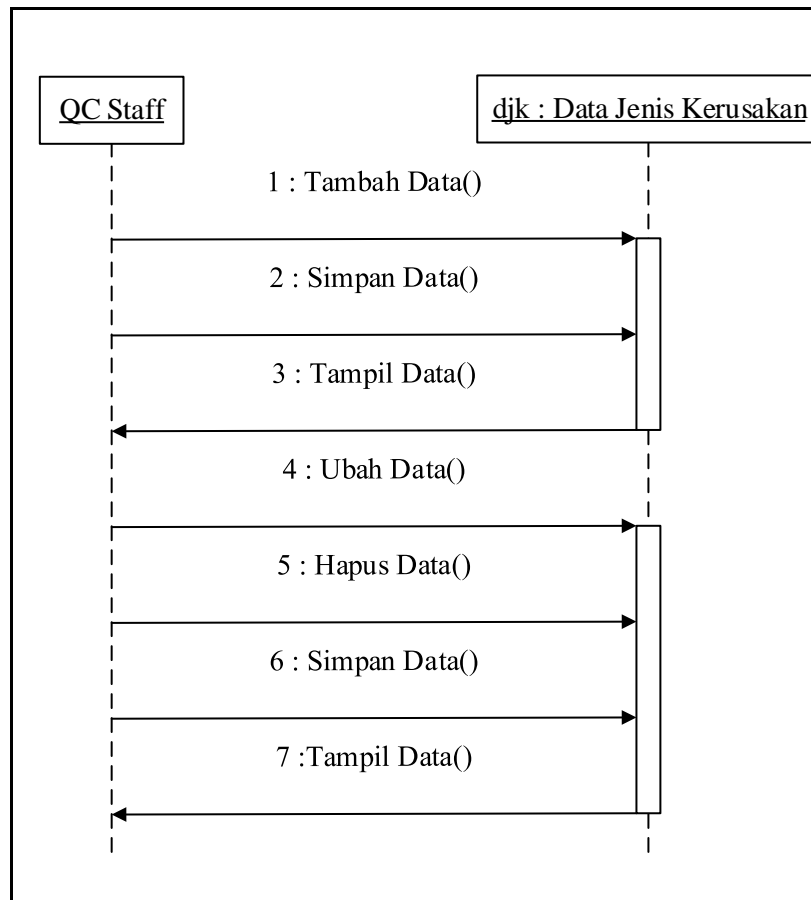 QC Staff
djk : Data Jenis Kerusakan
1 : Tambah Data()
2 : Simpan Data()
3 : Tampil Data()
4 : Ubah Data()
5 : Hapus Data()
6 : Simpan Data()
7 :Tampil Data()